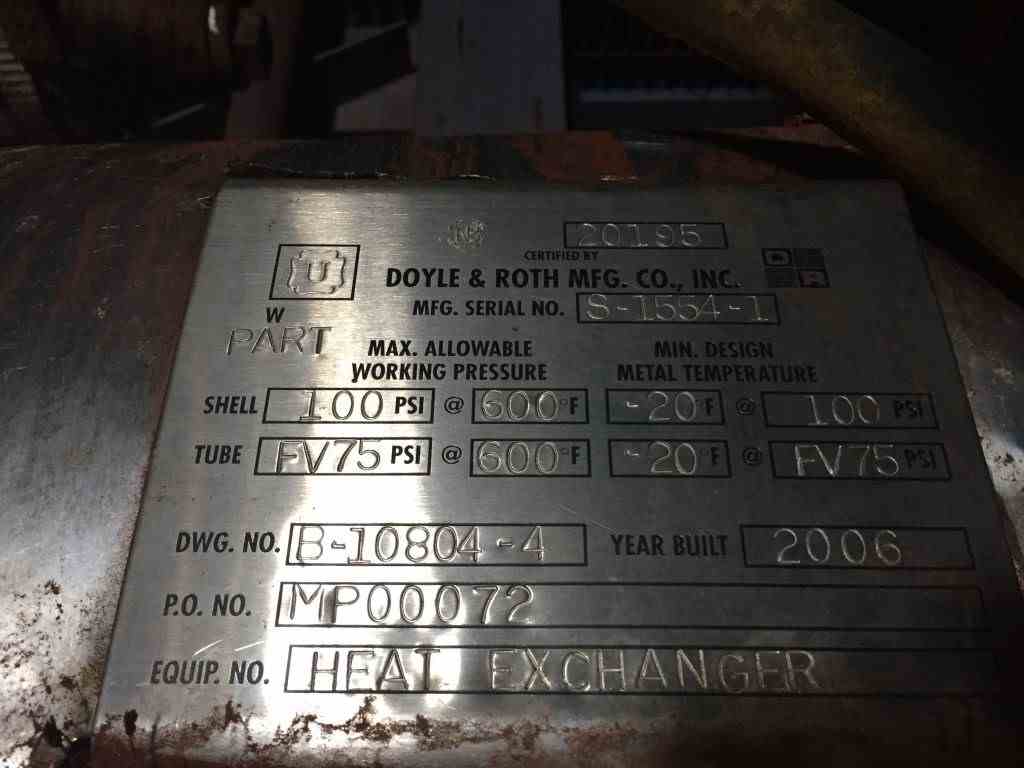 20195
CERTIFIED BY
U
DOYLE & ROTH MFG. CO., INC.
W
MFG. SERIAL NO. S-1554-1
PART
MAX. ALLOWABLE MIN. DESIGN
WORKING PRESSURE METAL TEMPERATURE
SHELL 100 PSI @ 600°F -20°F @ 100 PSI
TUBE FV75 PSI @ 600°F -20°F @ FV75 PSI
DWG. NO. B-10804-4 YEAR BUILT 2006
P.O. NO. MP00072
EQUIP. NO. HEAT EXCHANGER